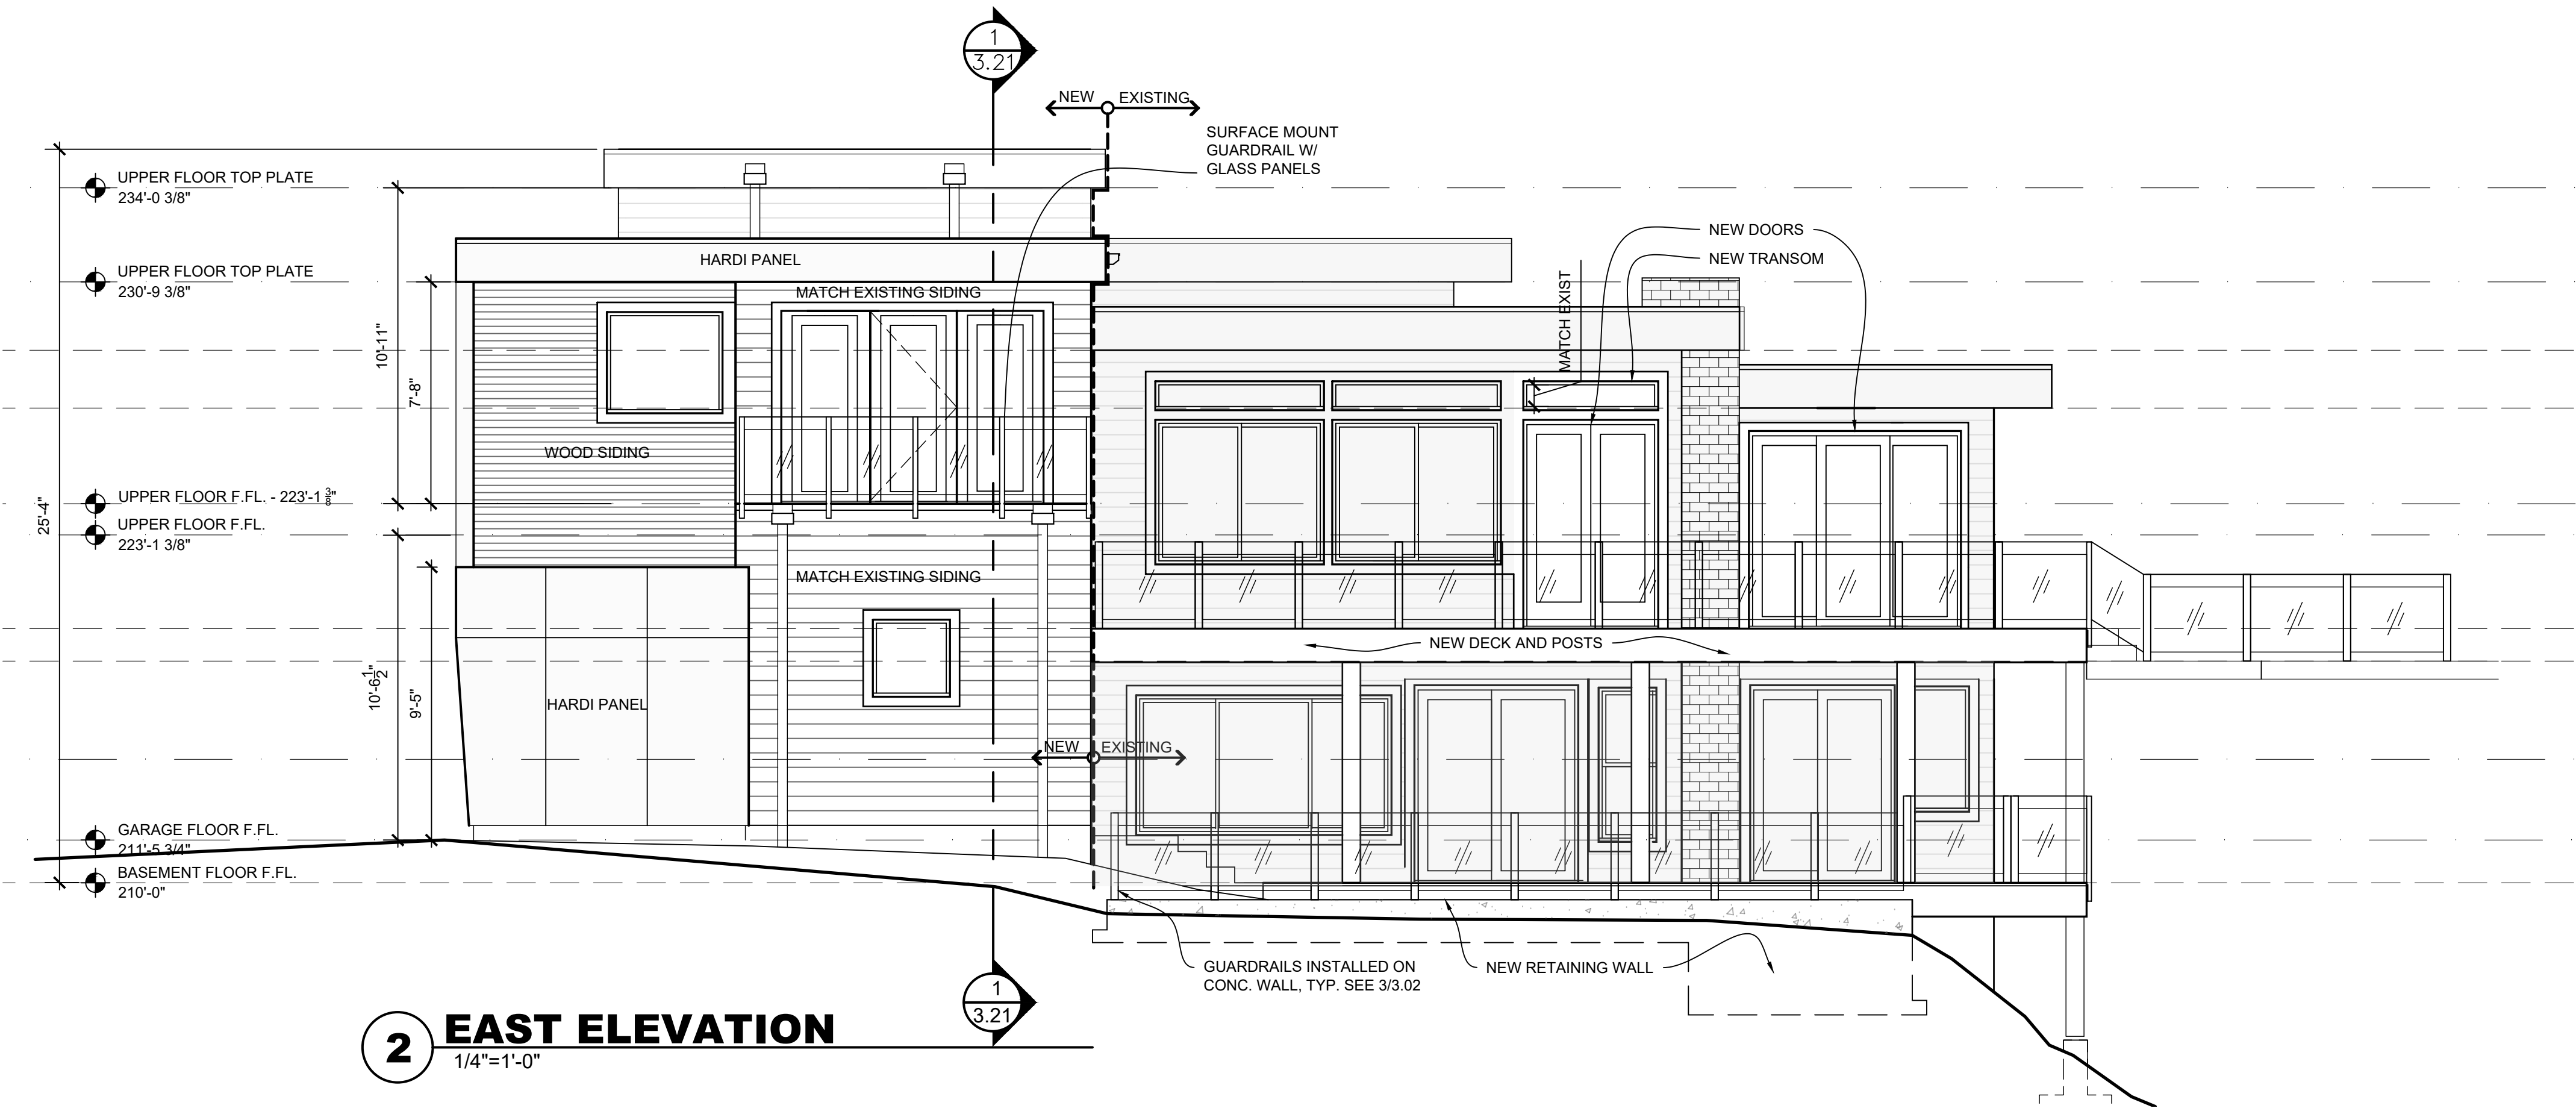 1
3.21
NEW
EXISTING
SURFACE MOUNT
GUARDRAIL W/
GLASS PANELS
UPPER FLOOR TOP PLATE
234'-0 3/8"
UPPER FLOOR TOP PLATE
230'-9 3/8"
HARDI PANEL
MATCH EXISTING SIDING
NEW DOORS
NEW TRANSOM
MATCH EXIST
10'-11"
7'-8"
WOOD SIDING
UPPER FLOOR F.FL. - 223'-1 3/8"
UPPER FLOOR F.FL.
223'-1 3/8"
25'-4"
MATCH EXISTING SIDING
NEW DECK AND POSTS
10'-6 1/2"
9'-5"
HARDI PANEL
NEW
EXISTING
GARAGE FLOOR F.FL.
211'-5 3/4"
BASEMENT FLOOR F.FL.
210'-0"
GUARDRAILS INSTALLED ON
CONC. WALL, TYP. SEE 3/3.02
NEW RETAINING WALL
1
3.21
2
EAST ELEVATION
1/4"=1'-0"